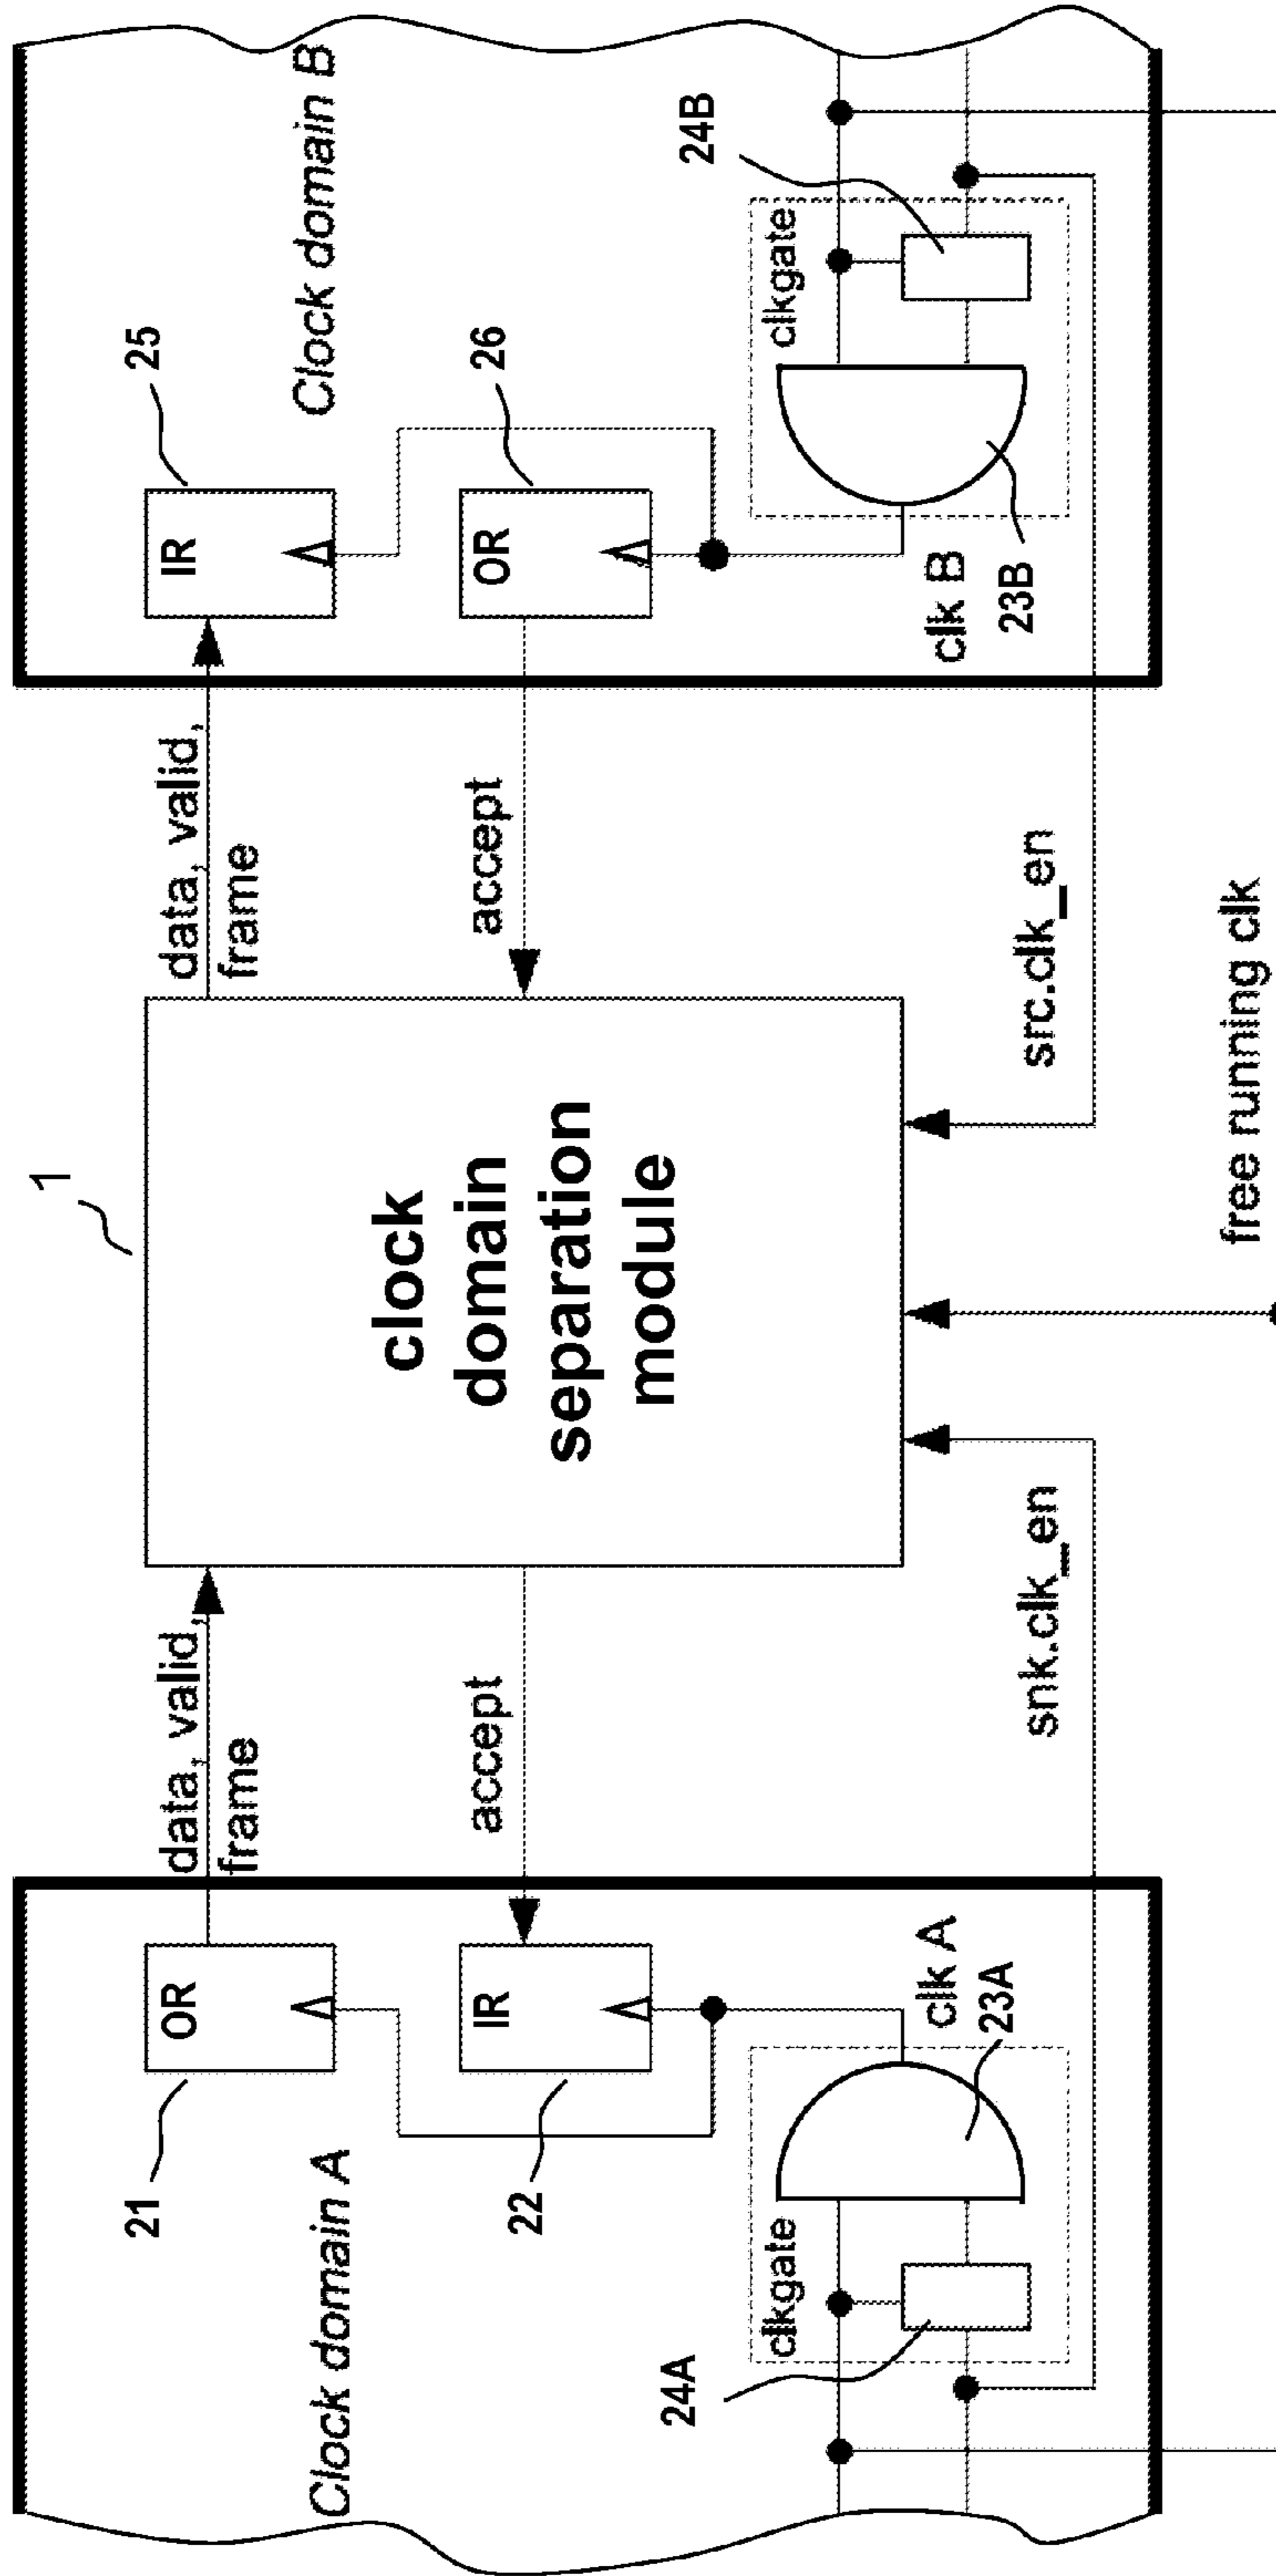 1
Clock domain A
21
OR
22
IR
clkgate
24A
clk A
23A
data, valid,
frame
accept
snk.clk_en
clock
domain
separation
module
data, valid,
frame
accept
src.clk_en
free running clk
Clock domain B
IR
25
OR
26
clk B
23B
clkgate
24B